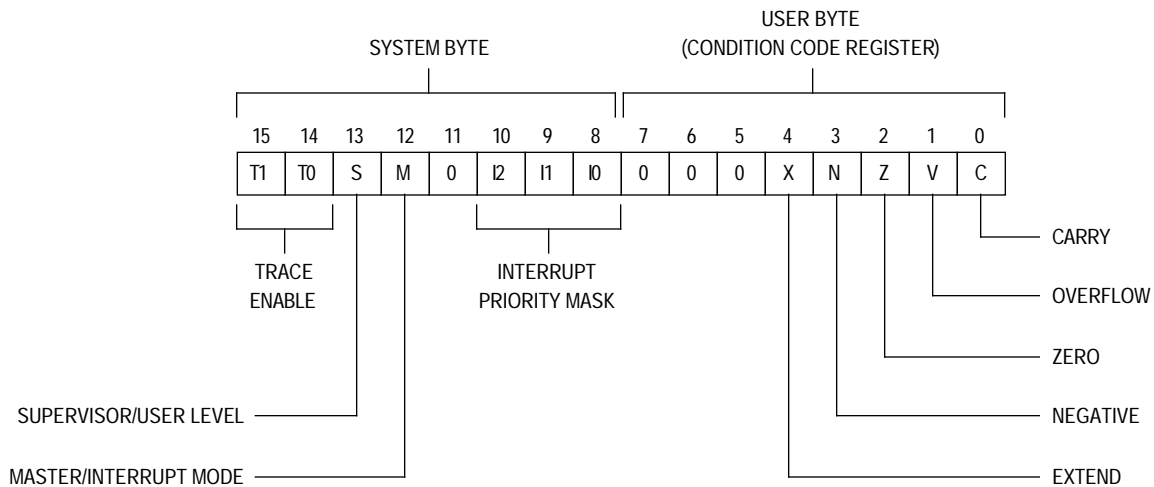 USER BYTE
SYSTEM BYTE
(CONDITION CODE REGISTER)
15 14 13 12 11 10 9 8 7 6 5 4 3 2 1 0
T1 T0 S M 0 I2 I1 I0 0 0 0 X N Z V C
CARRY
TRACE
ENABLE
INTERRUPT
PRIORITY MASK
OVERFLOW
ZERO
SUPERVISOR/USER LEVEL
NEGATIVE
MASTER/INTERRUPT MODE
EXTEND